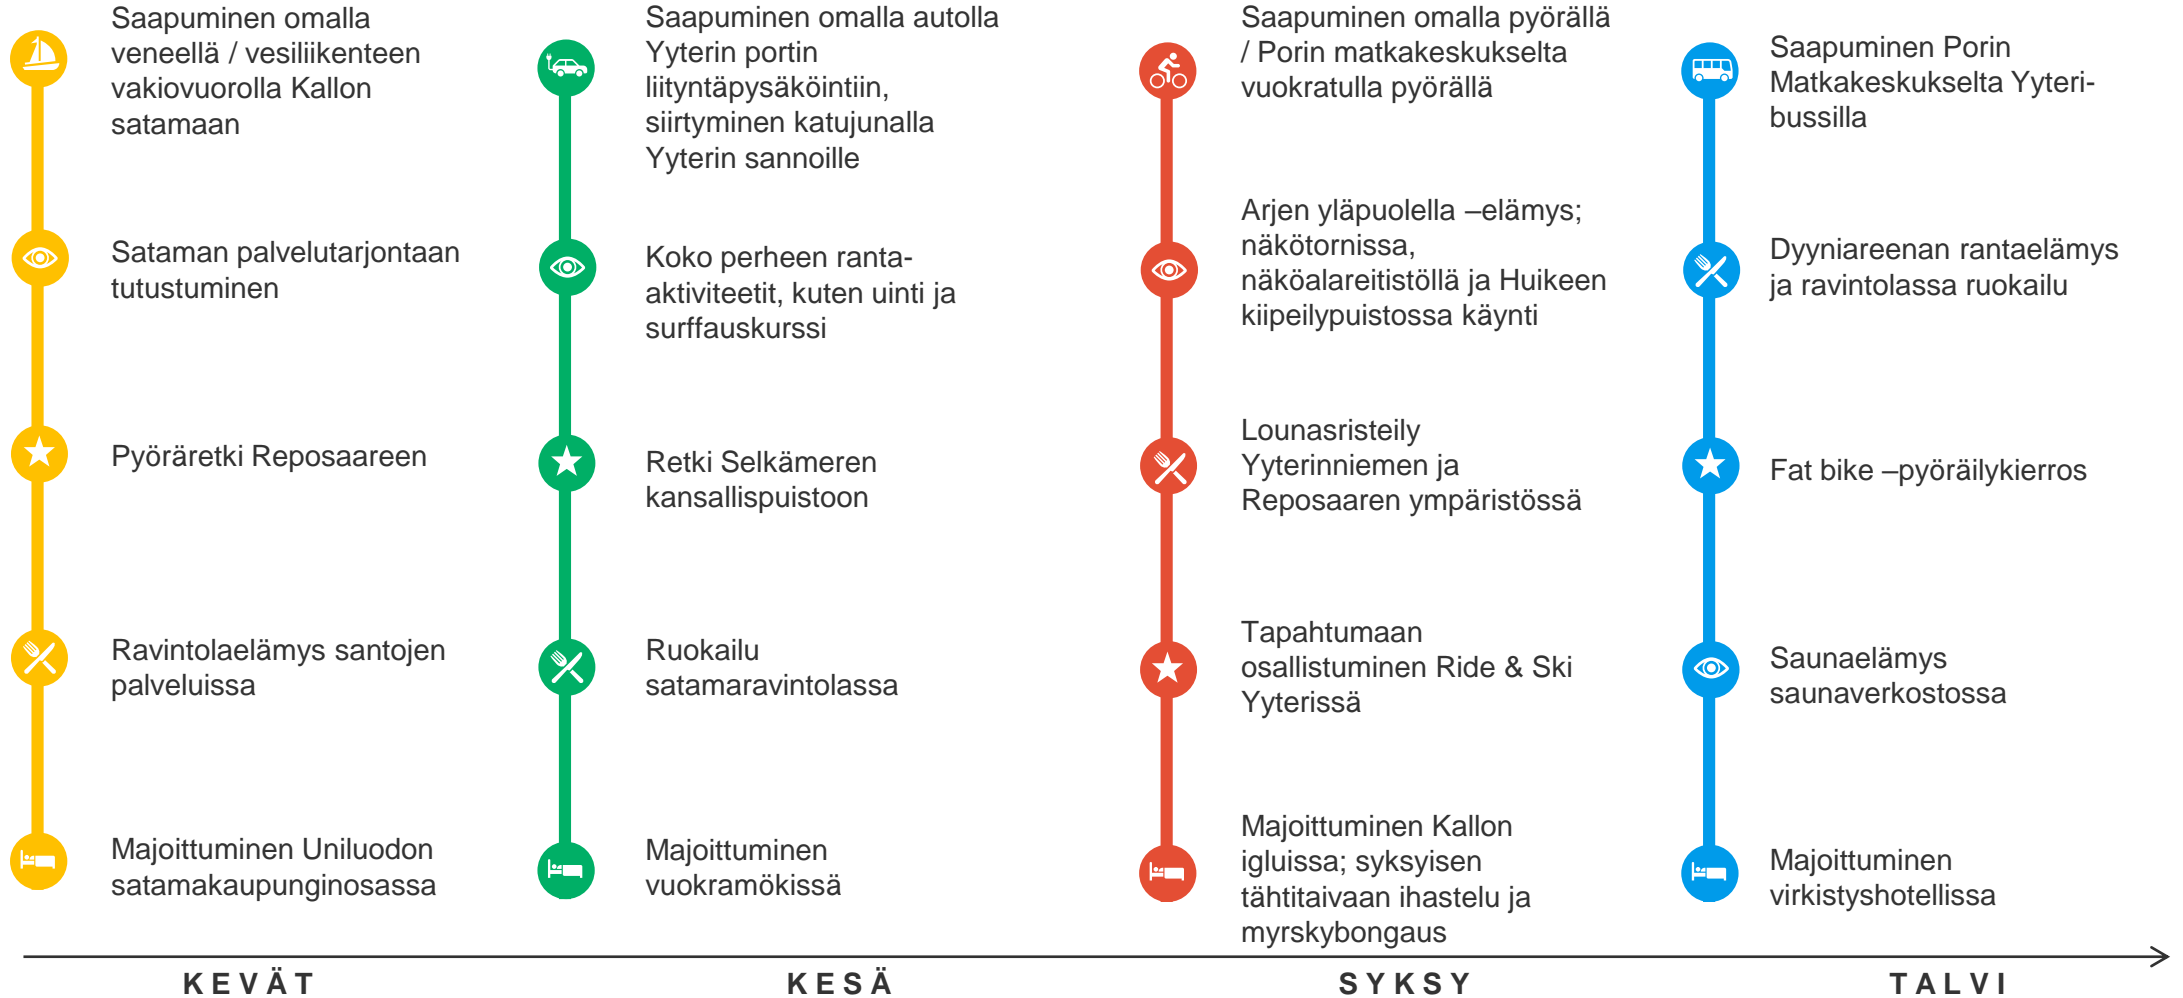 Saapuminen omalla
veneellä / vesiliikenteen
vakiovuorolla Kallon
satamaan
Sataman palvelutarjontaan
tutustuminen
Pyöräretki Reposaareen
Ravintolaelämys santojen
palveluissa
Majoittuminen Uniluodon
satamakaupunginosassa
KEVÄT
Saapuminen omalla autolla
Yyterin portin
liityntäpysäköintiin,
siirtyminen katujunalla
Yyterin sannoille
Koko perheen ranta-
aktiviteetit, kuten uinti ja
surffauskurssi
Retki Selkämeren
kansallispuistoon
Ruokailu
satamaravintolassa
Majoittuminen
vuokramökissä
KESÄ
Saapuminen omalla pyörällä
/ Porin matkakeskukselta
vuokratulla pyörällä
Arjen yläpuolella –elämys;
näkötornissa,
näköalareitistöllä ja Huikeen
kiipeilypuistossa käynti
Lounasristeily
Yyterinniemen ja
Reposaaren ympäristössä
Tapahtumaan
osallistuminen Ride & Ski
Yyterissä
Majoittuminen Kallon
igluissa; syksyisen
tähtitaivaan ihastelu ja
myrskybongaus
SYKSY
Saapuminen Porin
Matkakeskukselta Yyteri-
bussilla
Dyyniareenan rantaelämys
ja ravintolassa ruokailu
Fat bike –pyöräilykierros
Saunaelämys
saunaverkostossa
Majoittuminen
virkistyshotellissa
TALVI